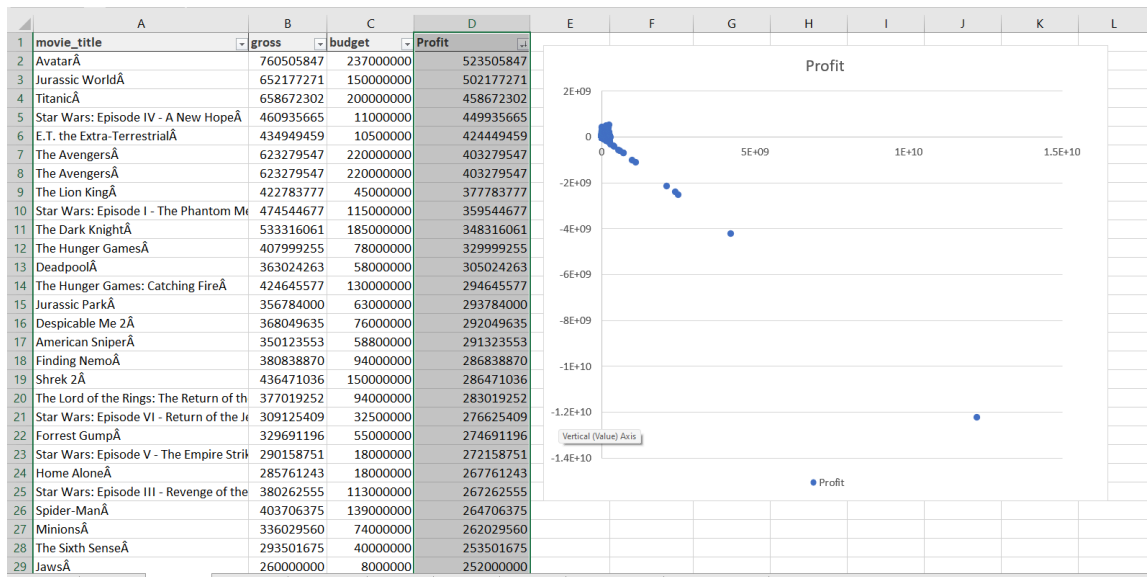 A B C D E F G H I J K L
1 movie_title gross budget Profit
2 AvatarÂ 760505847 237000000 523505847
3 Jurassic WorldÂ 652177271 150000000 502177271
4 TitanicÂ 658672302 200000000 458672302
5 Star Wars: Episode IV - A New HopeÂ 460935665 11000000 449935665
6 E.T. the Extra-TerrestrialÂ 434949459 10500000 424449459
7 The AvengersÂ 623279547 220000000 403279547
8 The AvengersÂ 623279547 220000000 403279547
9 The Lion KingÂ 422783777 45000000 377783777
10 Star Wars: Episode I - The Phantom Me 474544677 115000000 359544677
11 The Dark KnightÂ 533316061 185000000 348316061
12 The Hunger GamesÂ 407999255 78000000 329999255
13 DeadpoolÂ 363024263 58000000 305024263
14 The Hunger Games: Catching FireÂ 424645577 130000000 294645577
15 Jurassic ParkÂ 356784000 63000000 293784000
16 Despicable Me 2Â 368049635 76000000 292049635
17 American SniperÂ 350123553 58800000 291323553
18 Finding NemoÂ 380838870 94000000 286838870
19 Shrek 2Â 436471036 150000000 286471036
20 The Lord of the Rings: The Return of th 377019252 94000000 283019252
21 Star Wars: Episode VI - Return of the Je 309125409 32500000 276625409
22 Forrest GumpÂ 329691196 55000000 274691196
23 Star Wars: Episode V - The Empire Strik 290158751 18000000 272158751
24 Home AloneÂ 285761243 18000000 267761243
25 Star Wars: Episode III - Revenge of the 380262555 113000000 267262555
26 Spider-ManÂ 403706375 139000000 264706375
27 MinionsÂ 336029560 74000000 262029560
28 The Sixth SenseÂ 293501675 40000000 253501675
29 JawsÂ 260000000 8000000 252000000
Profit
2E+09
0
0 5E+09 1E+10 1.5E+10
-2E+09
-4E+09
-6E+09
-8E+09
-1E+10
-1.2E+10
Vertical (Value) Axis
-1.4E+10
Profit